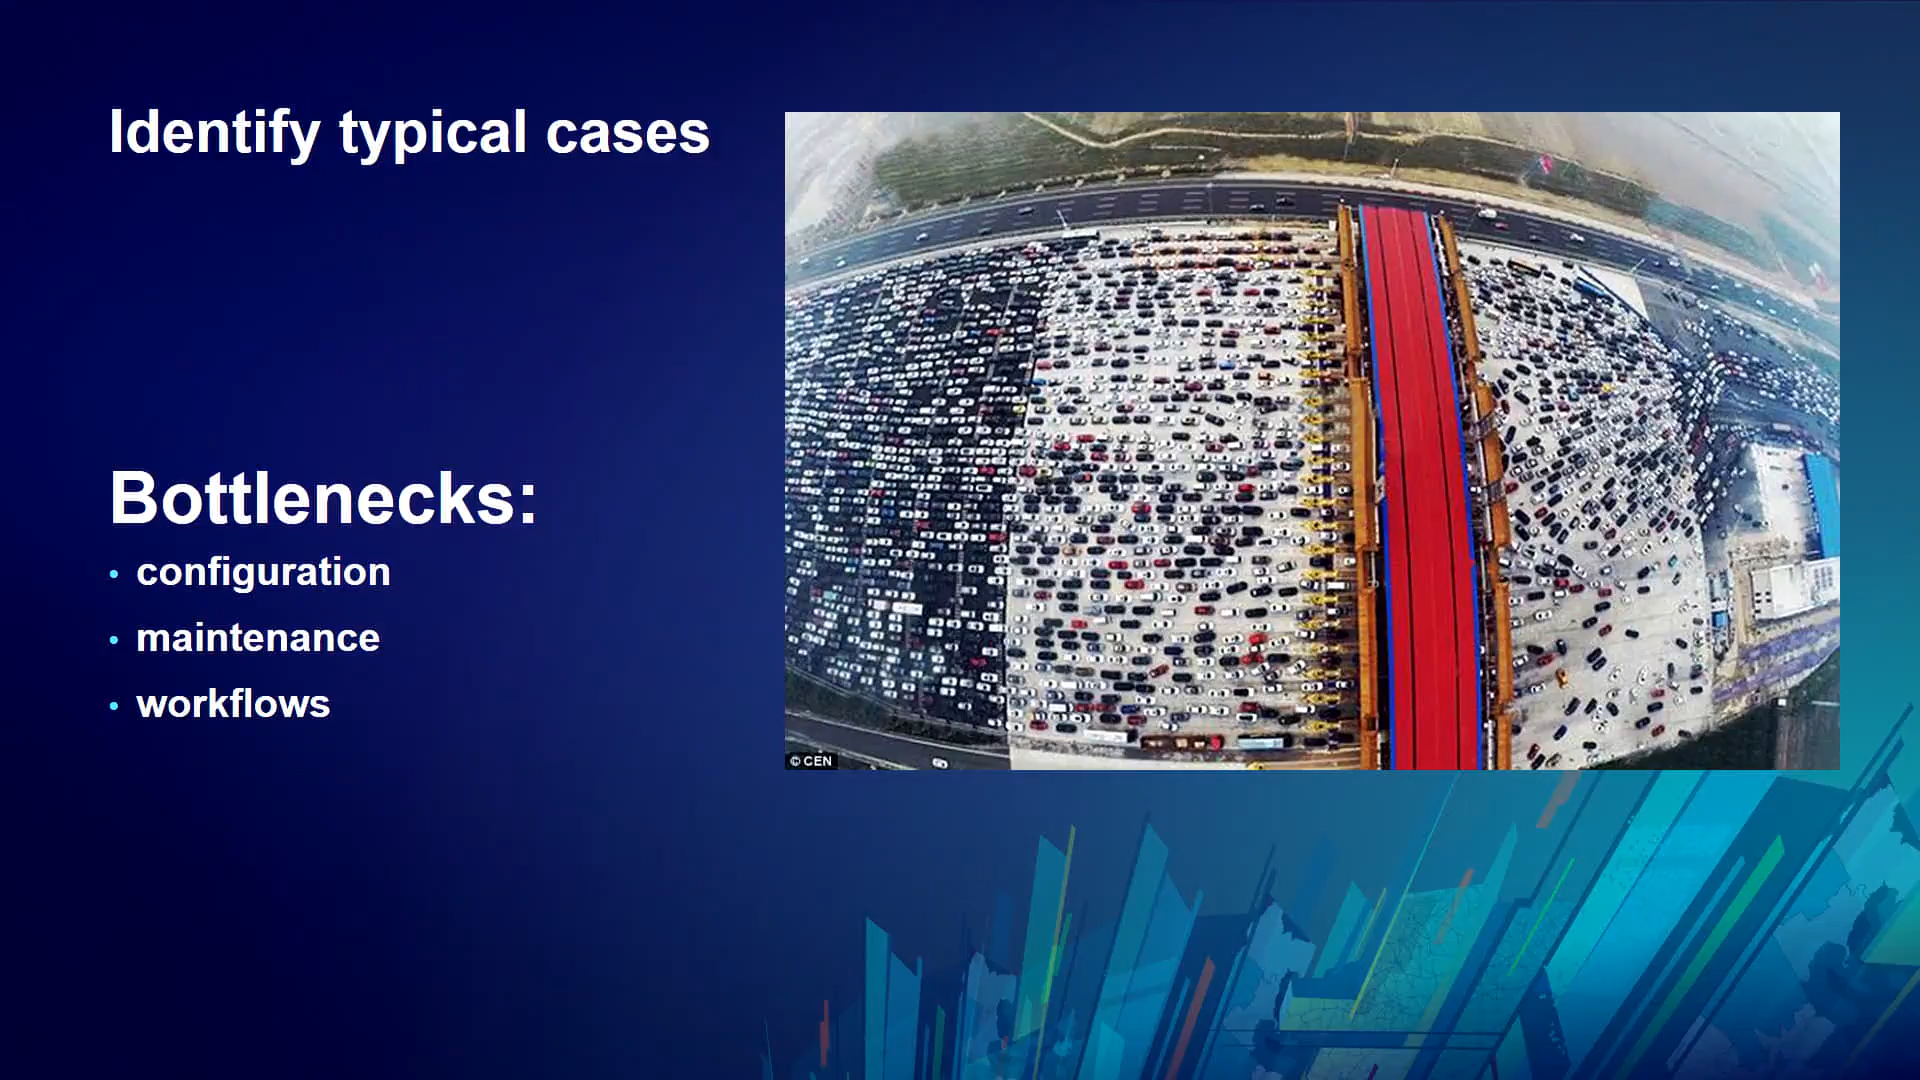 Identify typical cases
Bottlenecks:
• configuration
• maintenance
• workflows
© CEN